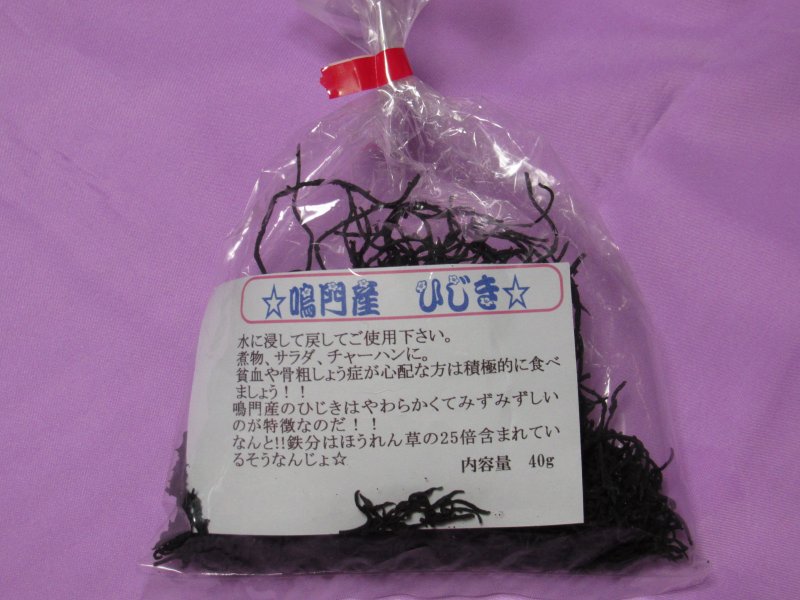 ☆鳴門産 ひじき☆
水に浸して戻してご使用下さい。
煮物、サラダ、チャーハンに。
貧血や骨粗しょう症が心配な方は積極的に食べ
ましょう！！
鳴門産のひじきはやわらかくてみずみずしい
のが特徴なのだ！！
なんと!!鉄分はほうれん草の25倍含まれてい
るそうなんじょ☆
内容量 40g